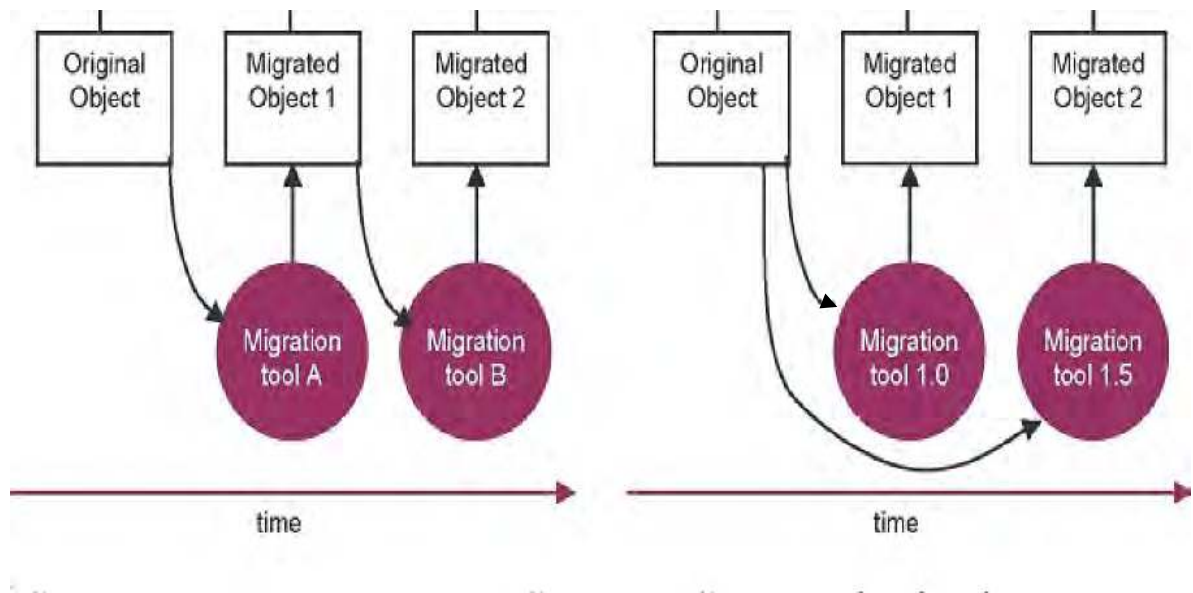 Original
Object
Migrated
Object 1
Migrated
Object 2
Migration
tool A
Migration
tool B
time
Original
Object
Migrated
Object 1
Migrated
Object 2
Migration
tool 1.0
Migration
tool 1.5
time